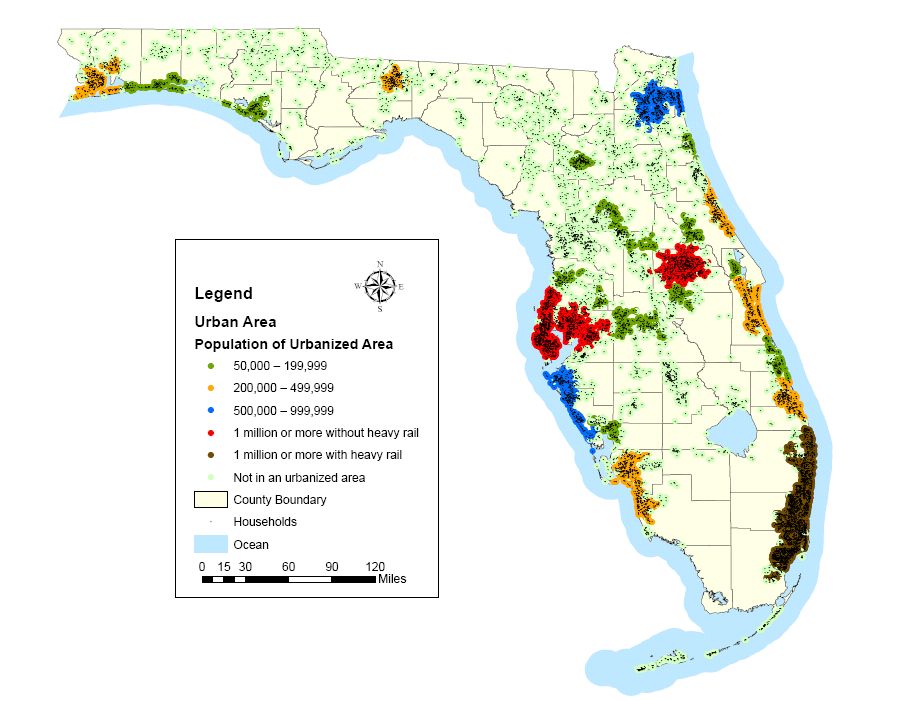 N
W E
S
Legend
Urban Area
Population of Urbanized Area
50,000 – 199,999
200,000 – 499,999
500,000 – 999,999
1 million or more without heavy rail
1 million or more with heavy rail
Not in an urbanized area
County Boundary
Households
Ocean
0 15 30 60 90 120
Miles